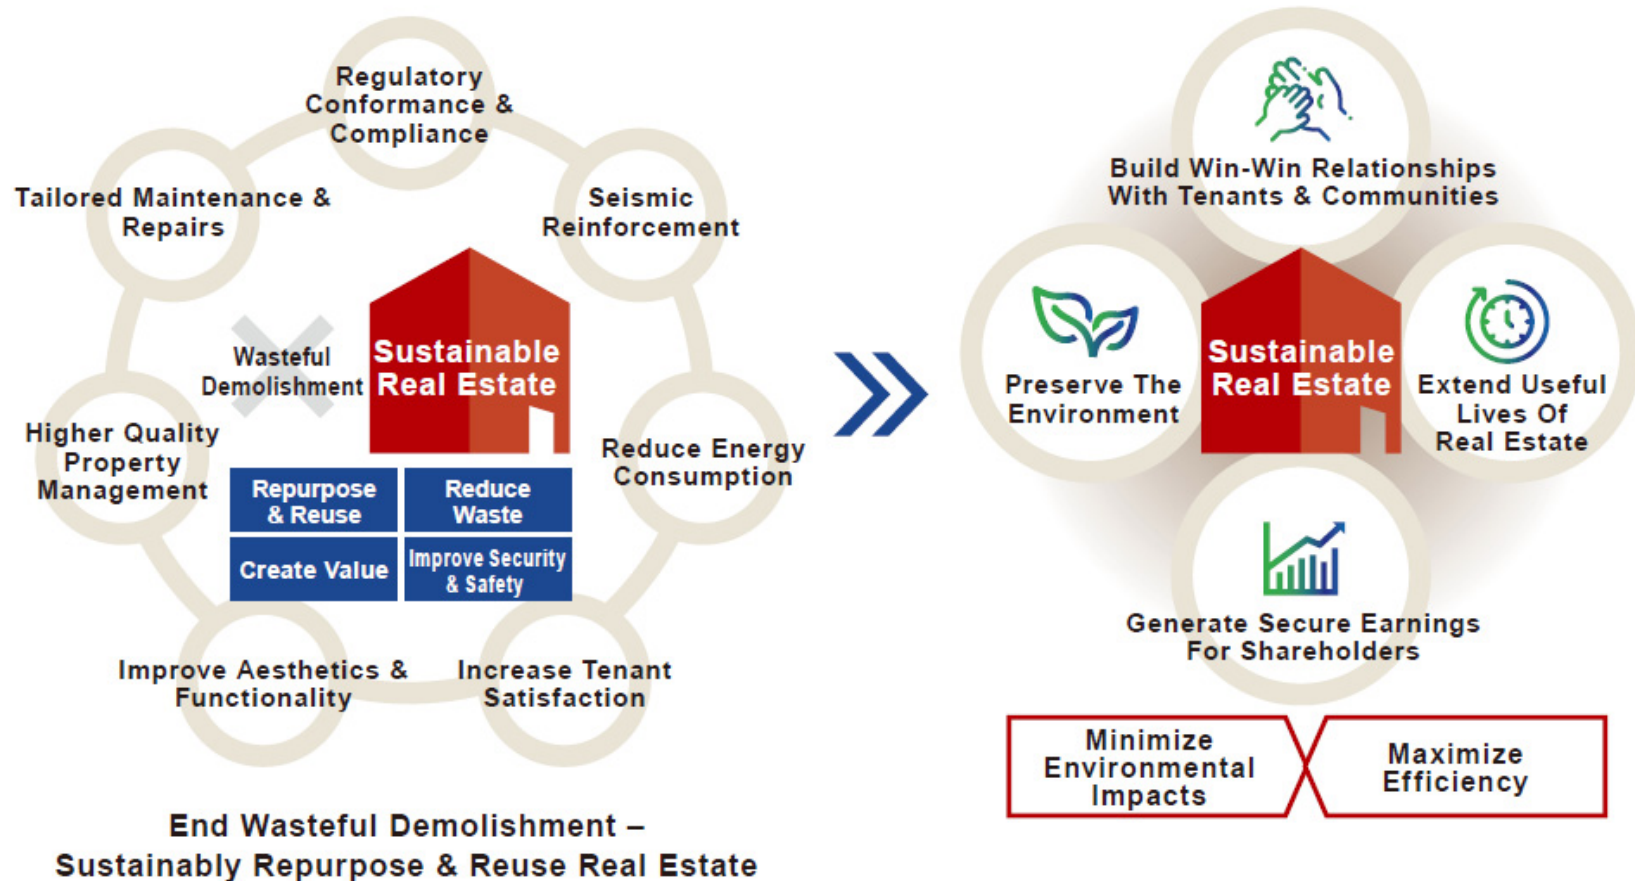 Regulatory
Conformance &
Compliance
Tailored Maintenance &
Repairs
Seismic
Reinforcement
Wasteful
Demolishment
Sustainable
Real Estate
Higher Quality
Property
Management
Reduce Energy
Consumption
Repurpose
& Reuse
Reduce
Waste
Create Value
Improve Security
& Safety
Improve Aesthetics &
Functionality
Increase Tenant
Satisfaction
End Wasteful Demolishment –
Sustainably Repurpose & Reuse Real Estate
Build Win-Win Relationships
With Tenants & Communities
Preserve The
Environment
Sustainable
Real Estate
Extend Useful
Lives Of
Real Estate
Generate Secure Earnings
For Shareholders
Minimize
Environmental
Impacts
Maximize
Efficiency